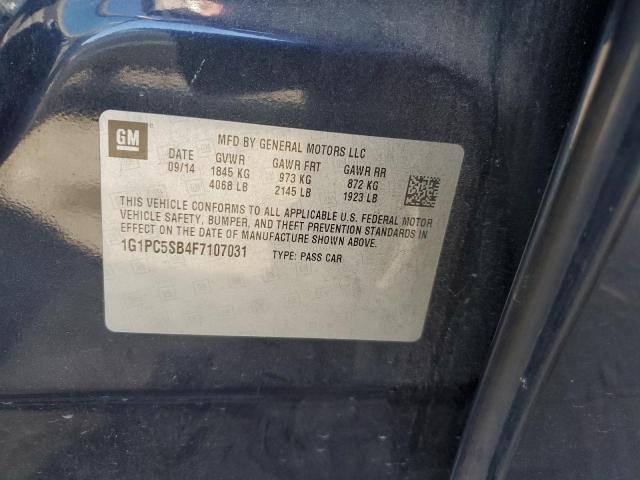 GM
MFD BY GENERAL MOTORS LLC
DATE GVWR GAWR FRT GAWR RR
09/14 1845 KG 973 KG 872 KG
4068 LB 2145 LB 1923 LB
THIS VEHICLE CONFORMS TO ALL APPLICABLE U.S. FEDERAL MOTOR
VEHICLE SAFETY, BUMPER, AND THEFT PREVENTION STANDARDS IN
EFFECT ON THE DATE OF MANUFACTURE SHOWN ABOVE.
1G1PC5SB4F7107031 TYPE: PASS CAR